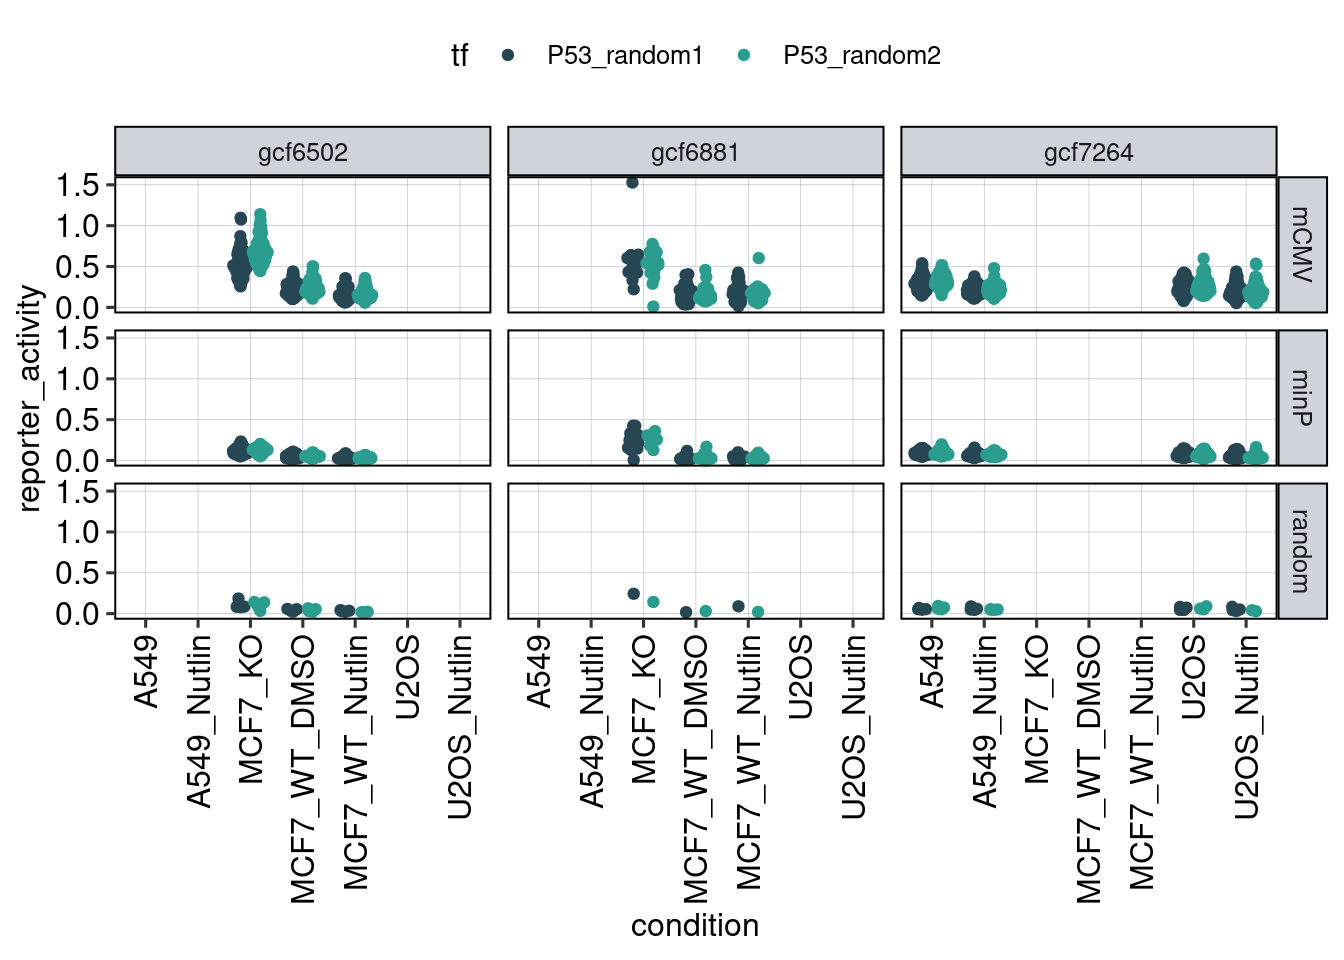 tf P53_random1 P53_random2
gcf6502 gcf6881 gcf7264
reporter_activity
1.5
1.0
0.5
0.0
mCMV
1.5
1.0
0.5
0.0
minP
1.5
1.0
0.5
0.0
random
A549 A549_Nutlin MCF7_KO MCF7_WT_DMSO MCF7_WT_Nutlin U2OS U2OS_Nutlin A549 A549_Nutlin MCF7_KO MCF7_WT_DMSO MCF7_WT_Nutlin U2OS U2OS_Nutlin A549 A549_Nutlin MCF7_KO MCF7_WT_DMSO MCF7_WT_Nutlin U2OS U2OS_Nutlin
condition